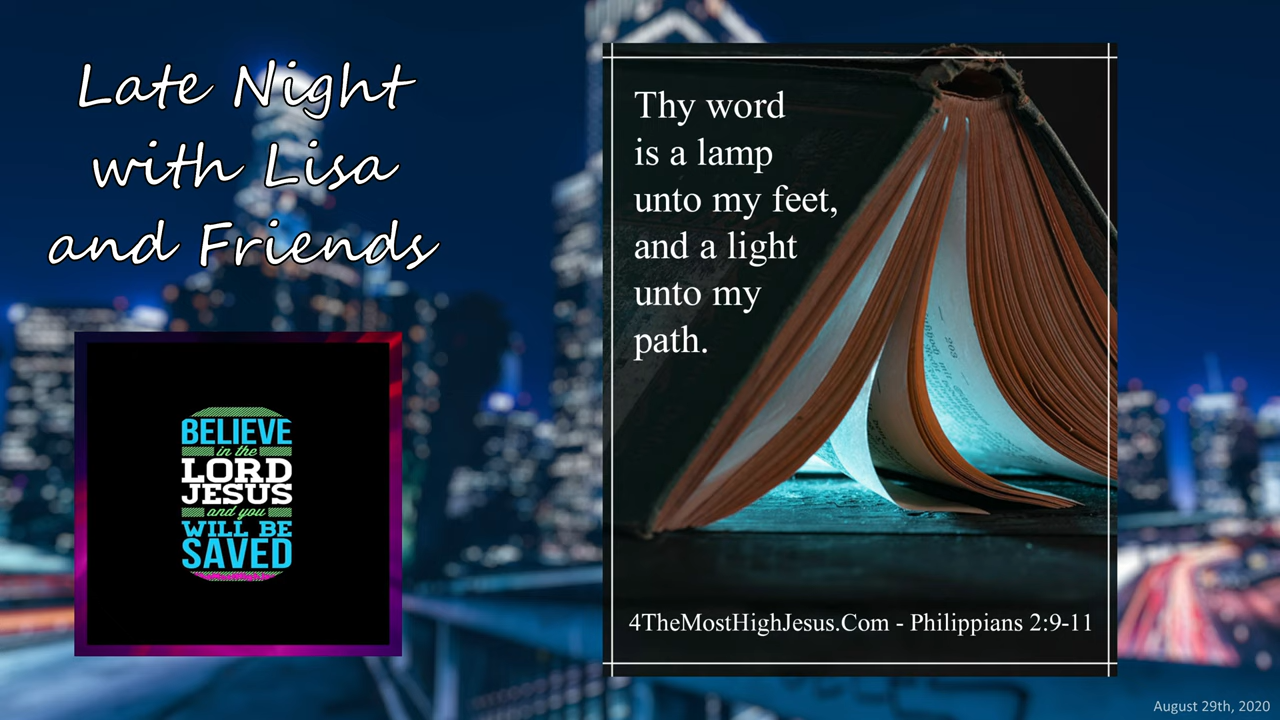 Late Night
with Lisa
and Friends
BELIEVE
in the
LORD
JESUS
and you
WILL BE
SAVED
Thy word
is a lamp
unto my feet,
and a light
unto my
path.
4TheMostHighJesus.Com - Philippians 2:9-11
August 29th, 2020